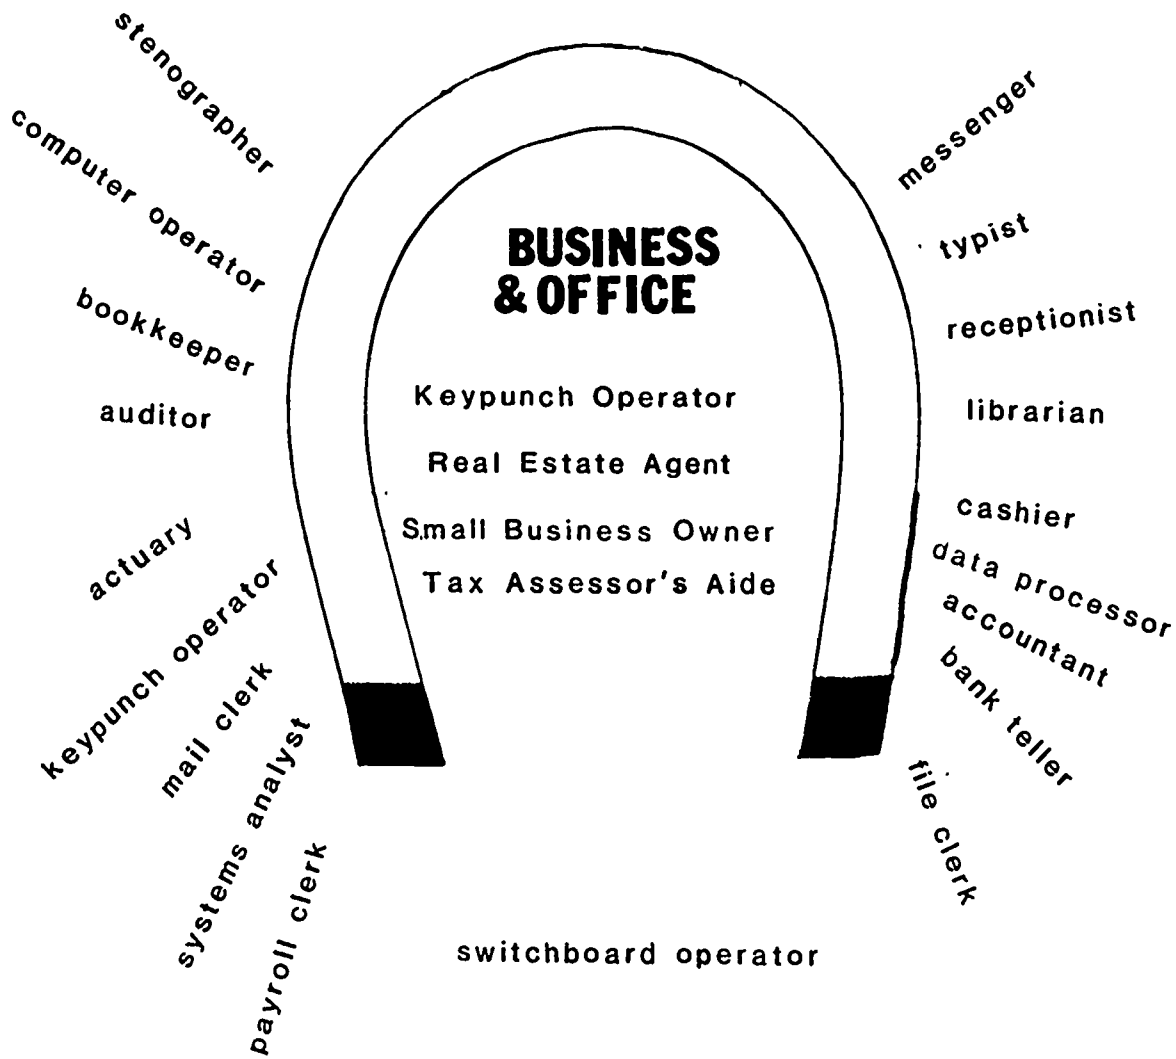 stenographer
computer operator
bookkeeper
auditor
actuary
keypunch operator
mail clerk
systems analyst
payroll clerk
BUSINESS
& OFFICE
Keypunch Operator
Real Estate Agent
Small Business Owner
Tax Assessor's Aide
messenger
typist
receptionist
librarian
cashier
data processor
accountant
bank teller
file clerk
switchboard operator